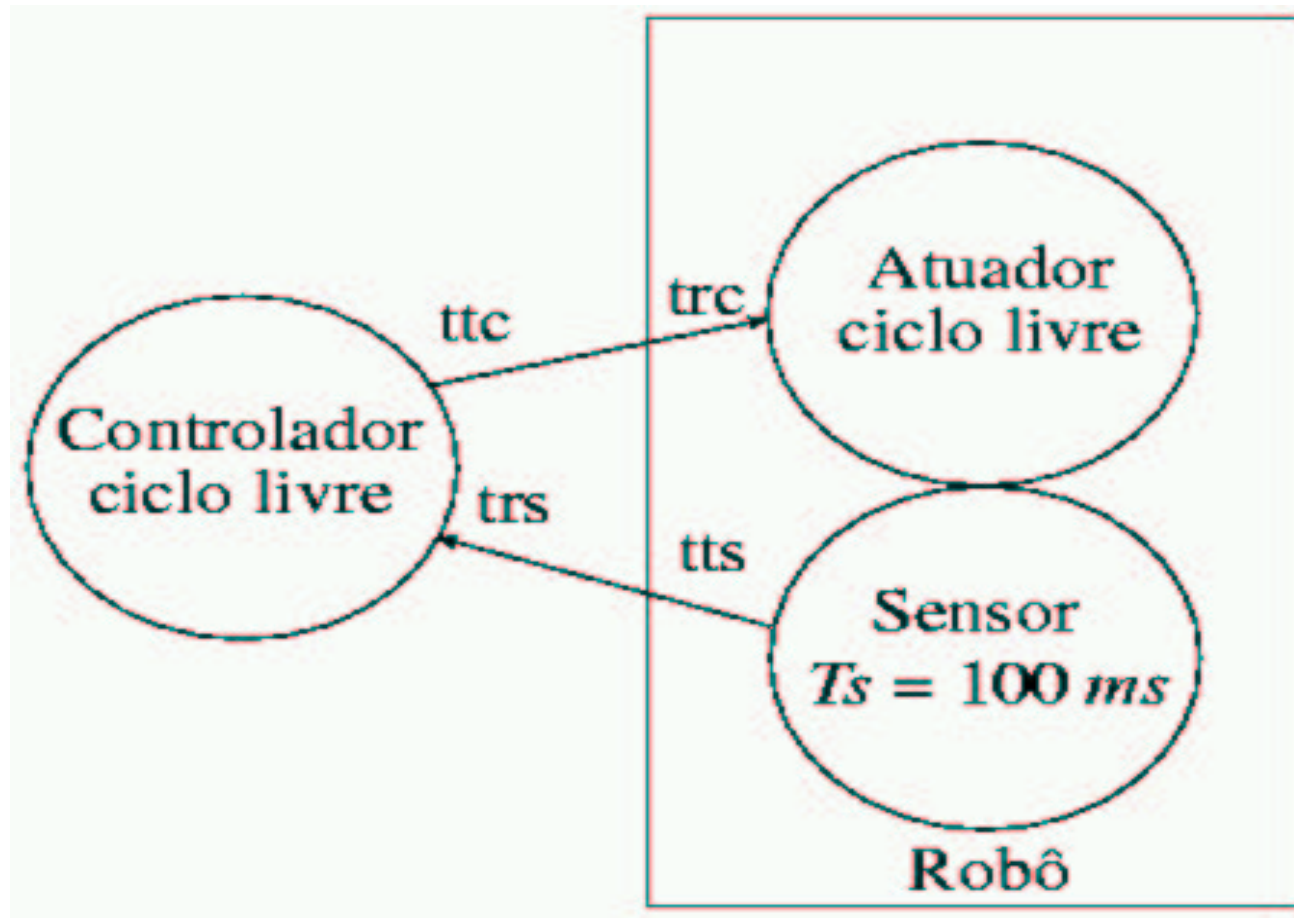 Controlador
ciclo livre
ttc
trc
trs
tts
Atuador
ciclo livre
Sensor
Ts = 100 ms
Robô